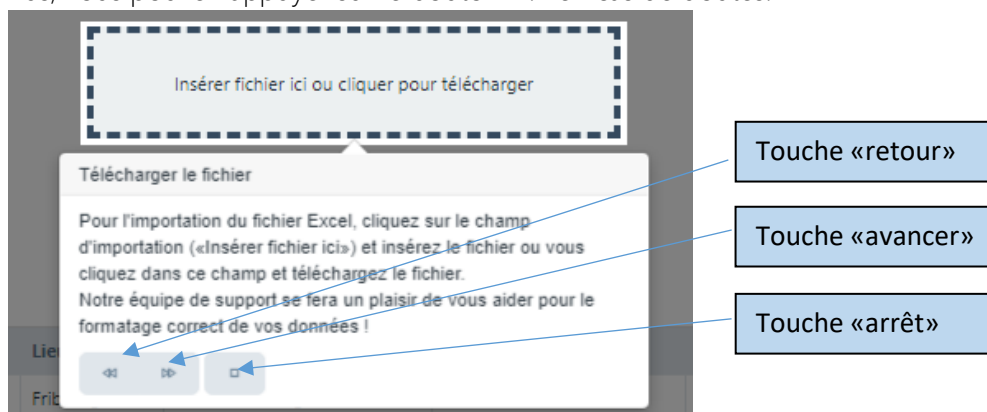 Insérer fichier ici ou cliquer pour télécharger
Touche «retour»
Télécharger le fichier
Pour l'importation du fichier Excel, cliquez sur le champ
d'importation («Insérer fichier ici») et insérez le fichier ou vous
cliquez dans ce champ et téléchargez le fichier.
Notre équipe de support se fera un plaisir de vous aider pour le
formatage correct de vos données !
Touche «avancer»
Touche «arrêt»